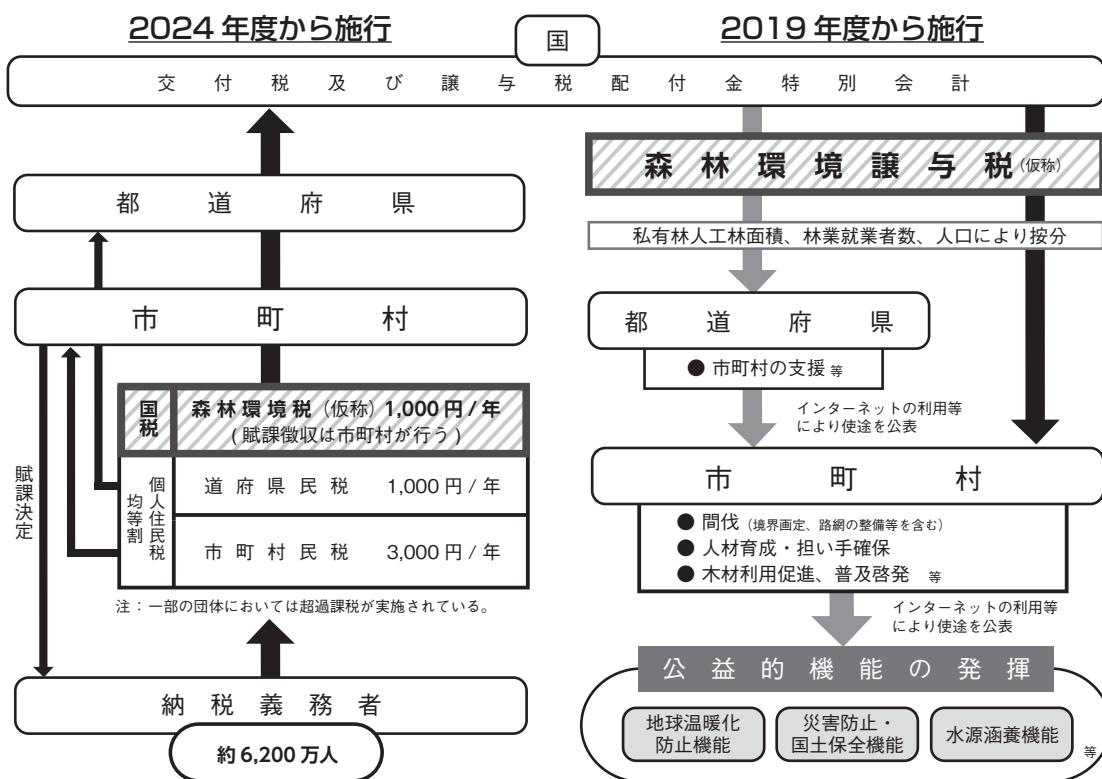 2024年度から施行
国
2019年度から施行
交付税及び譲与税配付金特別会計
都道府県
市町村
国税
森林環境税(仮称)1,000円/年
(賦課徴収は市町村が行う)
個人住民税
均等割
道府県民税 1,000円/年
市町村民税 3,000円/年
賦課決定
注:一部の団体においては超過課税が実施されている。
納税義務者
約6,200万人
森林環境譲与税(仮称)
私有林人工林面積、林業就業者数、人口により按分
都道府県
● 市町村の支援 等
インターネットの利用等
により使途を公表
市町村
● 間伐(境界画定、路網の整備等を含む)
● 人材育成・担い手確保
● 木材利用促進、普及啓発 等
インターネットの利用等
により使途を公表
公益的機能の発揮
地球温暖化
防止機能
災害防止・
国土保全機能
水源涵養機能
等